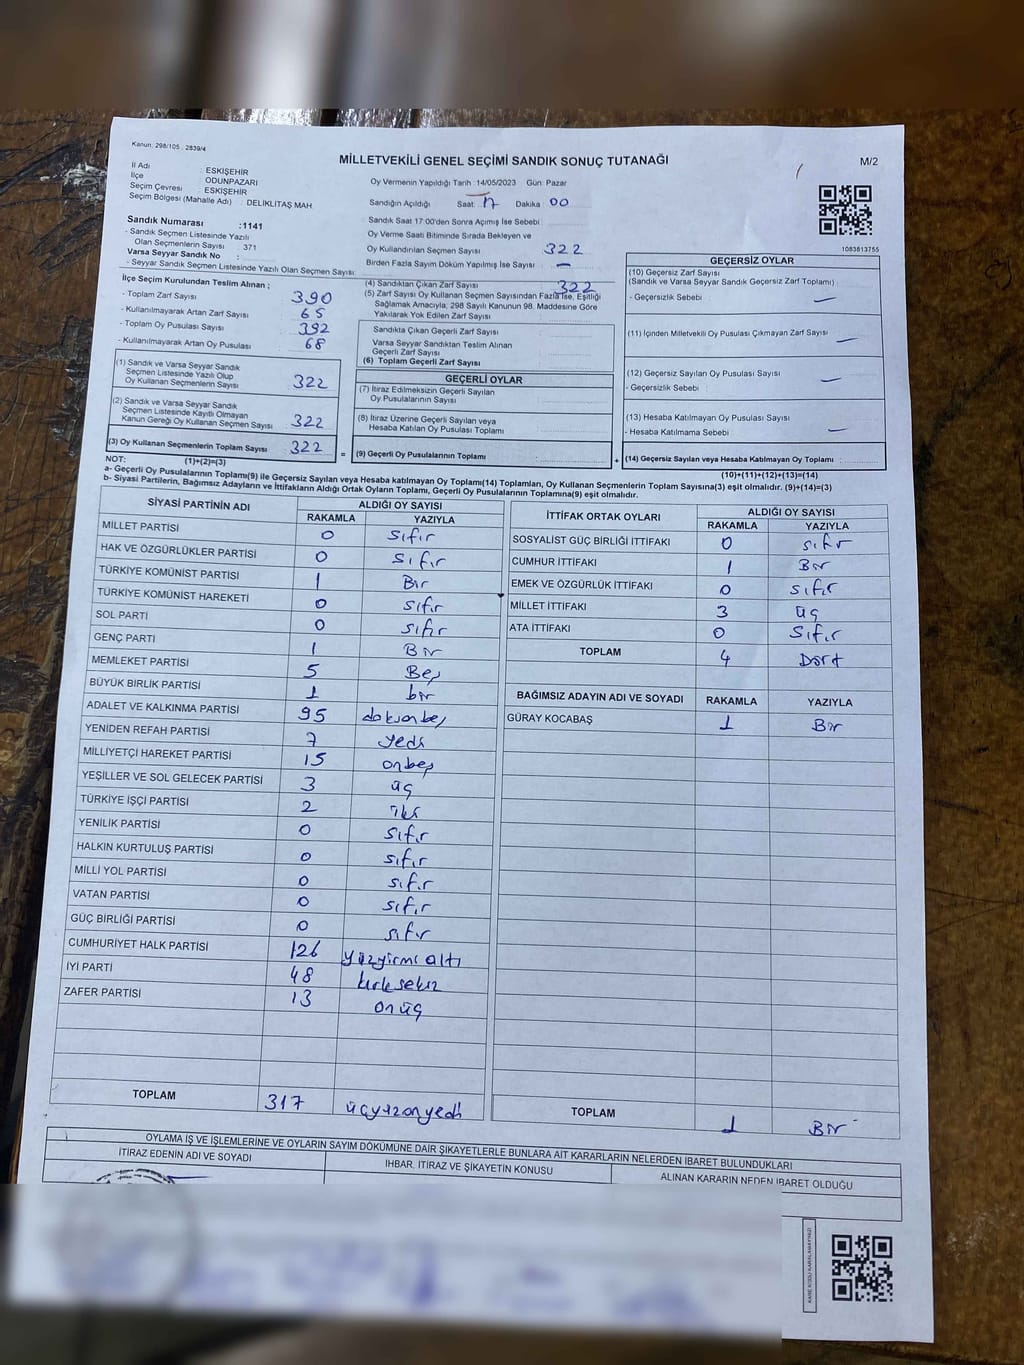 Kanun, 298/105 , 2839/4
MİLLETVEKİLİ GENEL SEÇİMİ SANDIK SONUÇ TUTANAĞI
M/2
İl Adı : ESKİŞEHİR
İlçe : ODUNPAZARI
Seçim Çevresi : ESKİŞEHİR
Seçim Bölgesi (Mahalle Adı) : DELİKLİTAŞ MAH
Oy Vermenin Yapıldığı Tarih :14/05/2023 Gün: Pazar
Sandığın Açıldığı Saat: 17 Dakika : 00
Sandık Saat 17:00'den Sonra Açmış İse Sebebi :
Oy Verme Saati Bitiminde Sırada Bekleyen ve
Oy Kullandırılan Seçmen Sayısı 322
Birden Fazla Sayım Döküm Yapılmış İse Sayısı : —
1083813755
Sandık Numarası :1141
- Sandık Seçmen Listesinde Yazılı
Olan Seçmenlerin Sayısı 371
Varsa Seyyar Sandık No :
- Seyyar Sandık Seçmen Listesinde Yazılı Olan Seçmen Sayısı:
İlçe Seçim Kurulundan Teslim Alınan ;
- Toplam Zarf Sayısı 390
- Kullanılmayarak Artan Zarf Sayısı 65
- Toplam Oy Pusulası Sayısı 392
- Kullanılmayarak Artan Oy Pusulası 68
(1) Sandık ve Varsa Seyyar Sandık
Seçmen Listesinde Yazılı Olup
Oy Kullanan Seçmenlerin Sayısı 322
(2) Sandık ve Varsa Seyyar Sandık
Seçmen Listesinde Kayıtlı Olmayan
Kanun Gereği Oy Kullanan Seçmen Sayısı 322
(3) Oy Kullanan Seçmenlerin Toplam Sayısı 322
(4) Sandıktan Çıkan Zarf Sayısı 322
(5) Zarf Sayısı Oy Kullanan Seçmen Sayısından Fazla İse, Eşitliği
Sağlamak Amacıyla, 298 Sayılı Kanunun 98. Maddesine Göre
Yakılarak Yok Edilen Zarf Sayısı
Sandıkta Çıkan Geçerli Zarf Sayısı
Varsa Seyyar Sandıktan Teslim Alınan
Geçerli Zarf Sayısı
(6) Toplam Geçerli Zarf Sayısı
GEÇERLİ OYLAR
(7) İtiraz Edilmeksizin Geçerli Sayılan
Oy Pusulalarının Sayısı
(8) İtiraz Üzerine Geçerli Sayılan veya
Hesaba Katılan Oy Pusulası Toplamı
= (9) Geçerli Oy Pusulalarının Toplamı
GEÇERSİZ OYLAR
(10) Geçersiz Zarf Sayısı
(Sandık ve Varsa Seyyar Sandık Geçersiz Zarf Toplamı) :
- Geçersizlik Sebebi : —
(11) İçinden Milletvekili Oy Pusulası Çıkmayan Zarf Sayısı —
(12) Geçersiz Sayılan Oy Pusulası Sayısı
- Geçersizlik Sebebi : —
(13) Hesaba Katılmayan Oy Pusulası Sayısı
- Hesaba Katılmama Sebebi : —
+ (14) Geçersiz Sayılan veya Hesaba Katılmayan Oy Toplamı :
NOT: (1)+(2)=(3)
(10)+(11)+(12)+(13)=(14)
a- Geçerli Oy Pusulalarının Toplamı(9) ile Geçersiz Sayılan veya Hesaba katılmayan Oy Toplamı(14) Toplamları, Oy Kullanan Seçmenlerin Toplam Sayısına(3) eşit olmalıdır. (9)+(14)=(3)
b- Siyasi Partilerin, Bağımsız Adayların ve İttifakların Aldığı Ortak Oyların Toplamı, Geçerli Oy Pusulalarının Toplamına(9) eşit olmalıdır.
SİYASİ PARTİNİN ADI ALDIĞI OY SAYISI
RAKAMLA YAZIYLA
MİLLET PARTİSİ 0 sıfır
HAK VE ÖZGÜRLÜKLER PARTİSİ 0 sıfır
TÜRKİYE KOMÜNİST PARTİSİ 1 Bir
TÜRKİYE KOMÜNİST HAREKETİ 0 sıfır
SOL PARTİ 0 sıfır
GENÇ PARTİ 1 Bir
MEMLEKET PARTİSİ 5 Beş
BÜYÜK BİRLİK PARTİSİ 1 bir
ADALET VE KALKINMA PARTİSİ 95 doksanbeş
YENİDEN REFAH PARTİSİ 7 yedi
MİLLİYETÇİ HAREKET PARTİSİ 15 onbeş
YEŞİLLER VE SOL GELECEK PARTİSİ 3 üç
TÜRKİYE İŞÇİ PARTİSİ 2 iki
YENİLİK PARTİSİ 0 sıfır
HALKIN KURTULUŞ PARTİSİ 0 sıfır
MİLLİ YOL PARTİSİ 0 sıfır
VATAN PARTİSİ 0 sıfır
GÜÇ BİRLİĞİ PARTİSİ 0 sıfır
CUMHURİYET HALK PARTİSİ 126 yüzyirmi altı
İYİ PARTİ 48 kırksekiz
ZAFER PARTİSİ 13 onüç
TOPLAM 317 üçyüzonyedi
İTTİFAK ORTAK OYLARI ALDIĞI OY SAYISI
RAKAMLA YAZIYLA
SOSYALİST GÜÇ BİRLİĞİ İTTİFAKI 0 sıfır
CUMHUR İTTİFAKI 1 Bir
EMEK VE ÖZGÜRLÜK İTTİFAKI 0 sıfır
MİLLET İTTİFAKI 3 üç
ATA İTTİFAKI 0 Sıfır
TOPLAM 4 Dört
BAĞIMSIZ ADAYIN ADI VE SOYADI RAKAMLA YAZIYLA
GÜRAY KOCABAŞ 1 Bir
TOPLAM 1 Bir
OYLAMA İŞ VE İŞLEMLERİNE VE OYLARIN SAYIM DÖKÜMÜNE DAİR ŞİKAYETLERLE BUNLARA AİT KARARLARIN NELERDEN İBARET BULUNDUKLARI
İTİRAZ EDENİN ADI VE SOYADI
İHBAR, İTİRAZ VE ŞİKAYETİN KONUSU
ALINAN KARARIN NEDEN İBARET OLDUĞU